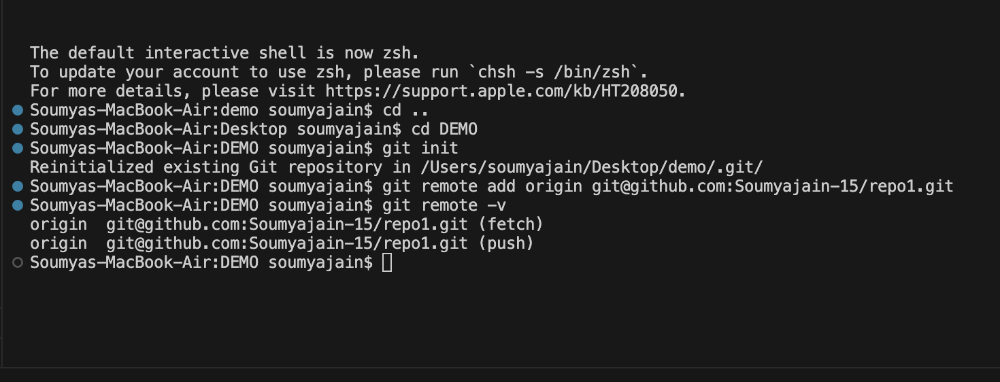 The default interactive shell is now zsh.
To update your account to use zsh, please run `chsh -s /bin/zsh`.
For more details, please visit https://support.apple.com/kb/HT208050.
Soumyas-MacBook-Air:demo soumyajain$ cd ..
Soumyas-MacBook-Air:Desktop soumyajain$ cd DEMO
Soumyas-MacBook-Air:DEMO soumyajain$ git init
Reinitialized existing Git repository in /Users/soumyajain/Desktop/demo/.git/
Soumyas-MacBook-Air:DEMO soumyajain$ git remote add origin git@github.com:Soumyajain-15/repo1.git
Soumyas-MacBook-Air:DEMO soumyajain$ git remote -v
origin  git@github.com:Soumyajain-15/repo1.git (fetch)
origin  git@github.com:Soumyajain-15/repo1.git (push)
Soumyas-MacBook-Air:DEMO soumyajain$